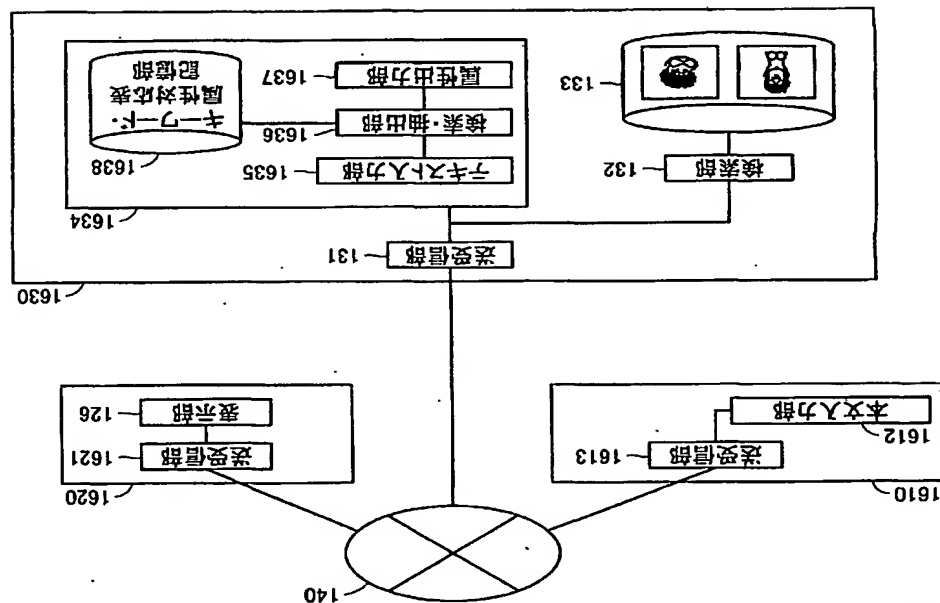 140
1610
1613
送受信部
1612
本文入力部
1620
送受信部
1621
表示部
126
1630
送受信部
131
1634
検索部
132
133
テキスト入力部
1635
検索・抽出部
1636
属性出力部
1637
1638
キーワード・
属性対応表
記憶部